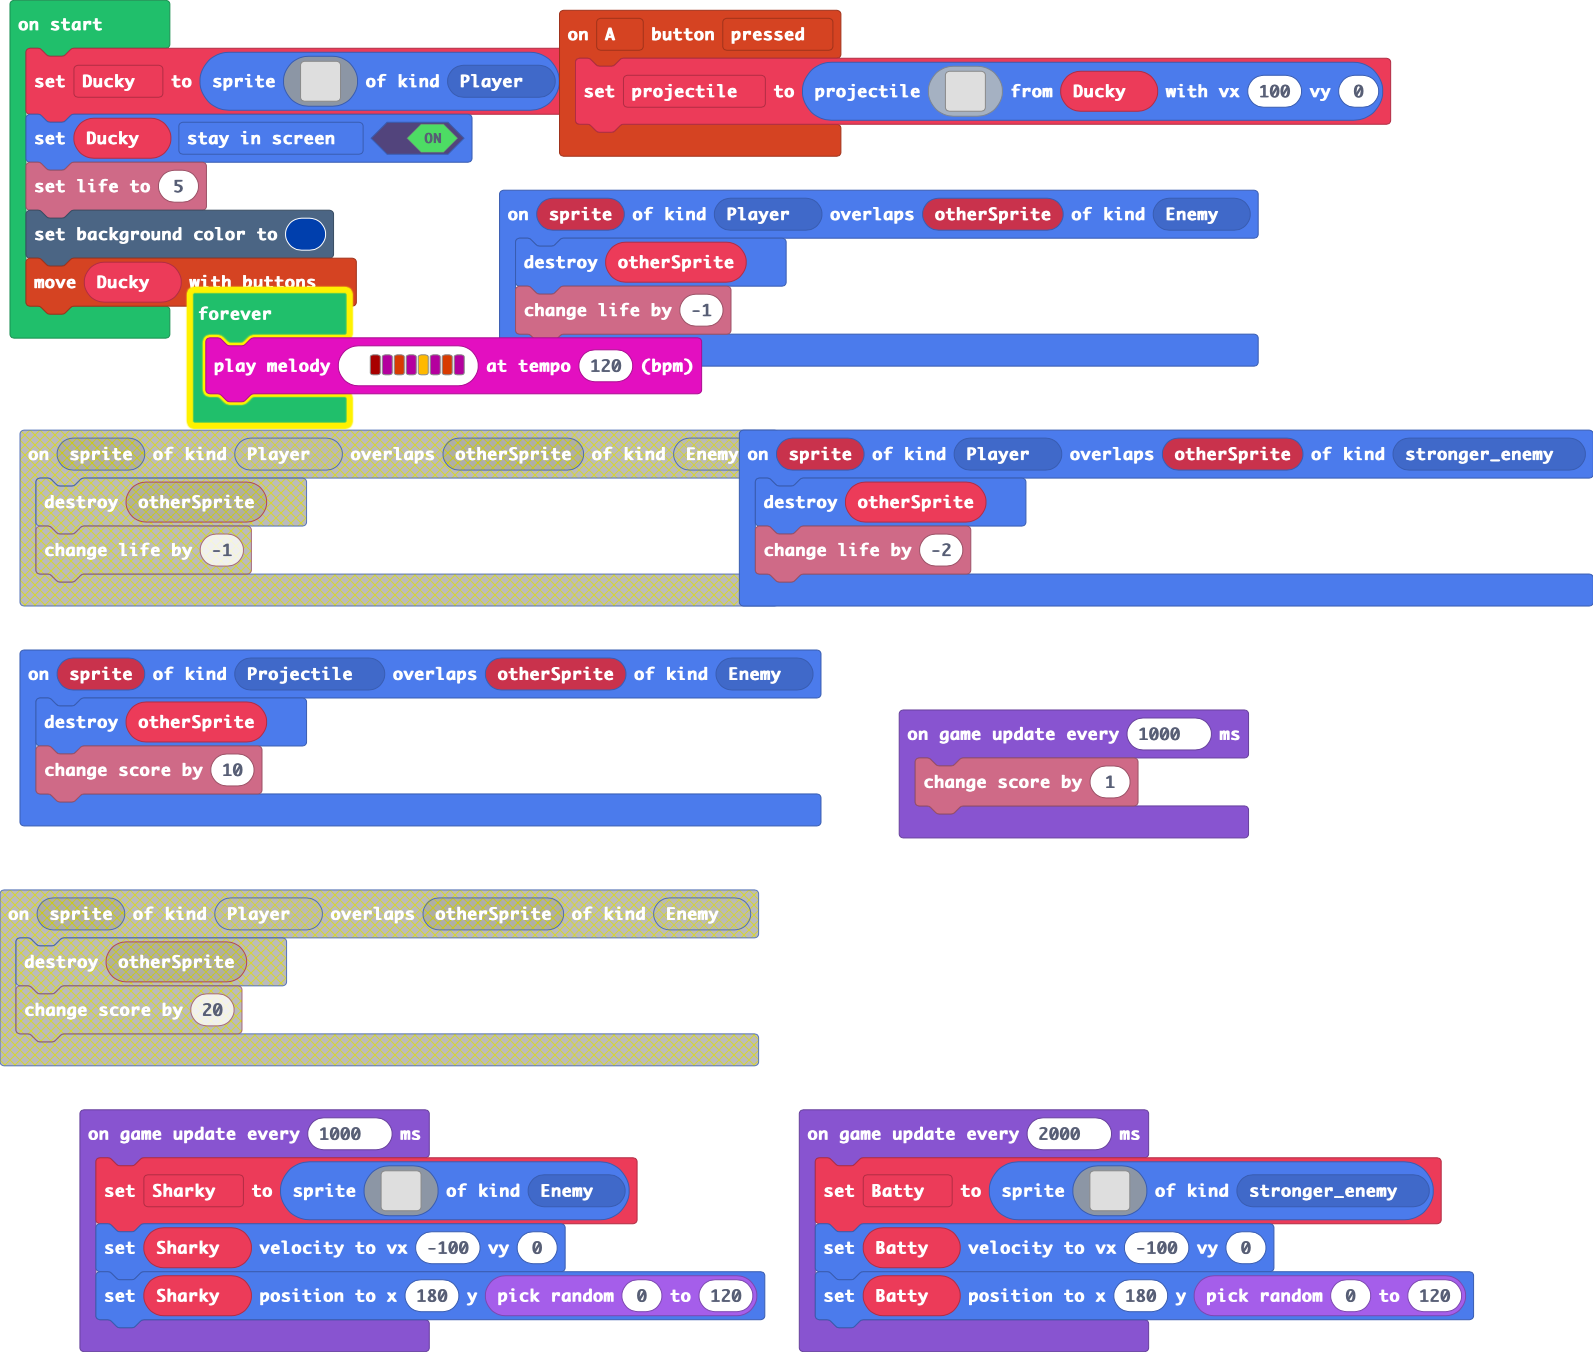 on start
set Ducky to sprite of kind Player
set Ducky stay in screen ON
set life to 5
set background color to
move Ducky with buttons
on A button pressed
set projectile to projectile from Ducky with vx 100 vy 0
on sprite of kind Player overlaps otherSprite of kind Enemy
destroy otherSprite
change life by -1
forever
play melody at tempo 120 (bpm)
on sprite of kind Player overlaps otherSprite of kind Enemy
destroy otherSprite
change life by -1
on sprite of kind Player overlaps otherSprite of kind stronger_enemy
destroy otherSprite
change life by -2
on sprite of kind Projectile overlaps otherSprite of kind Enemy
destroy otherSprite
change score by 10
on game update every 1000 ms
change score by 1
on sprite of kind Player overlaps otherSprite of kind Enemy
destroy otherSprite
change score by 20
on game update every 1000 ms
set Sharky to sprite of kind Enemy
set Sharky velocity to vx -100 vy 0
set Sharky position to x 180 y pick random 0 to 120
on game update every 2000 ms
set Batty to sprite of kind stronger_enemy
set Batty velocity to vx -100 vy 0
set Batty position to x 180 y pick random 0 to 120